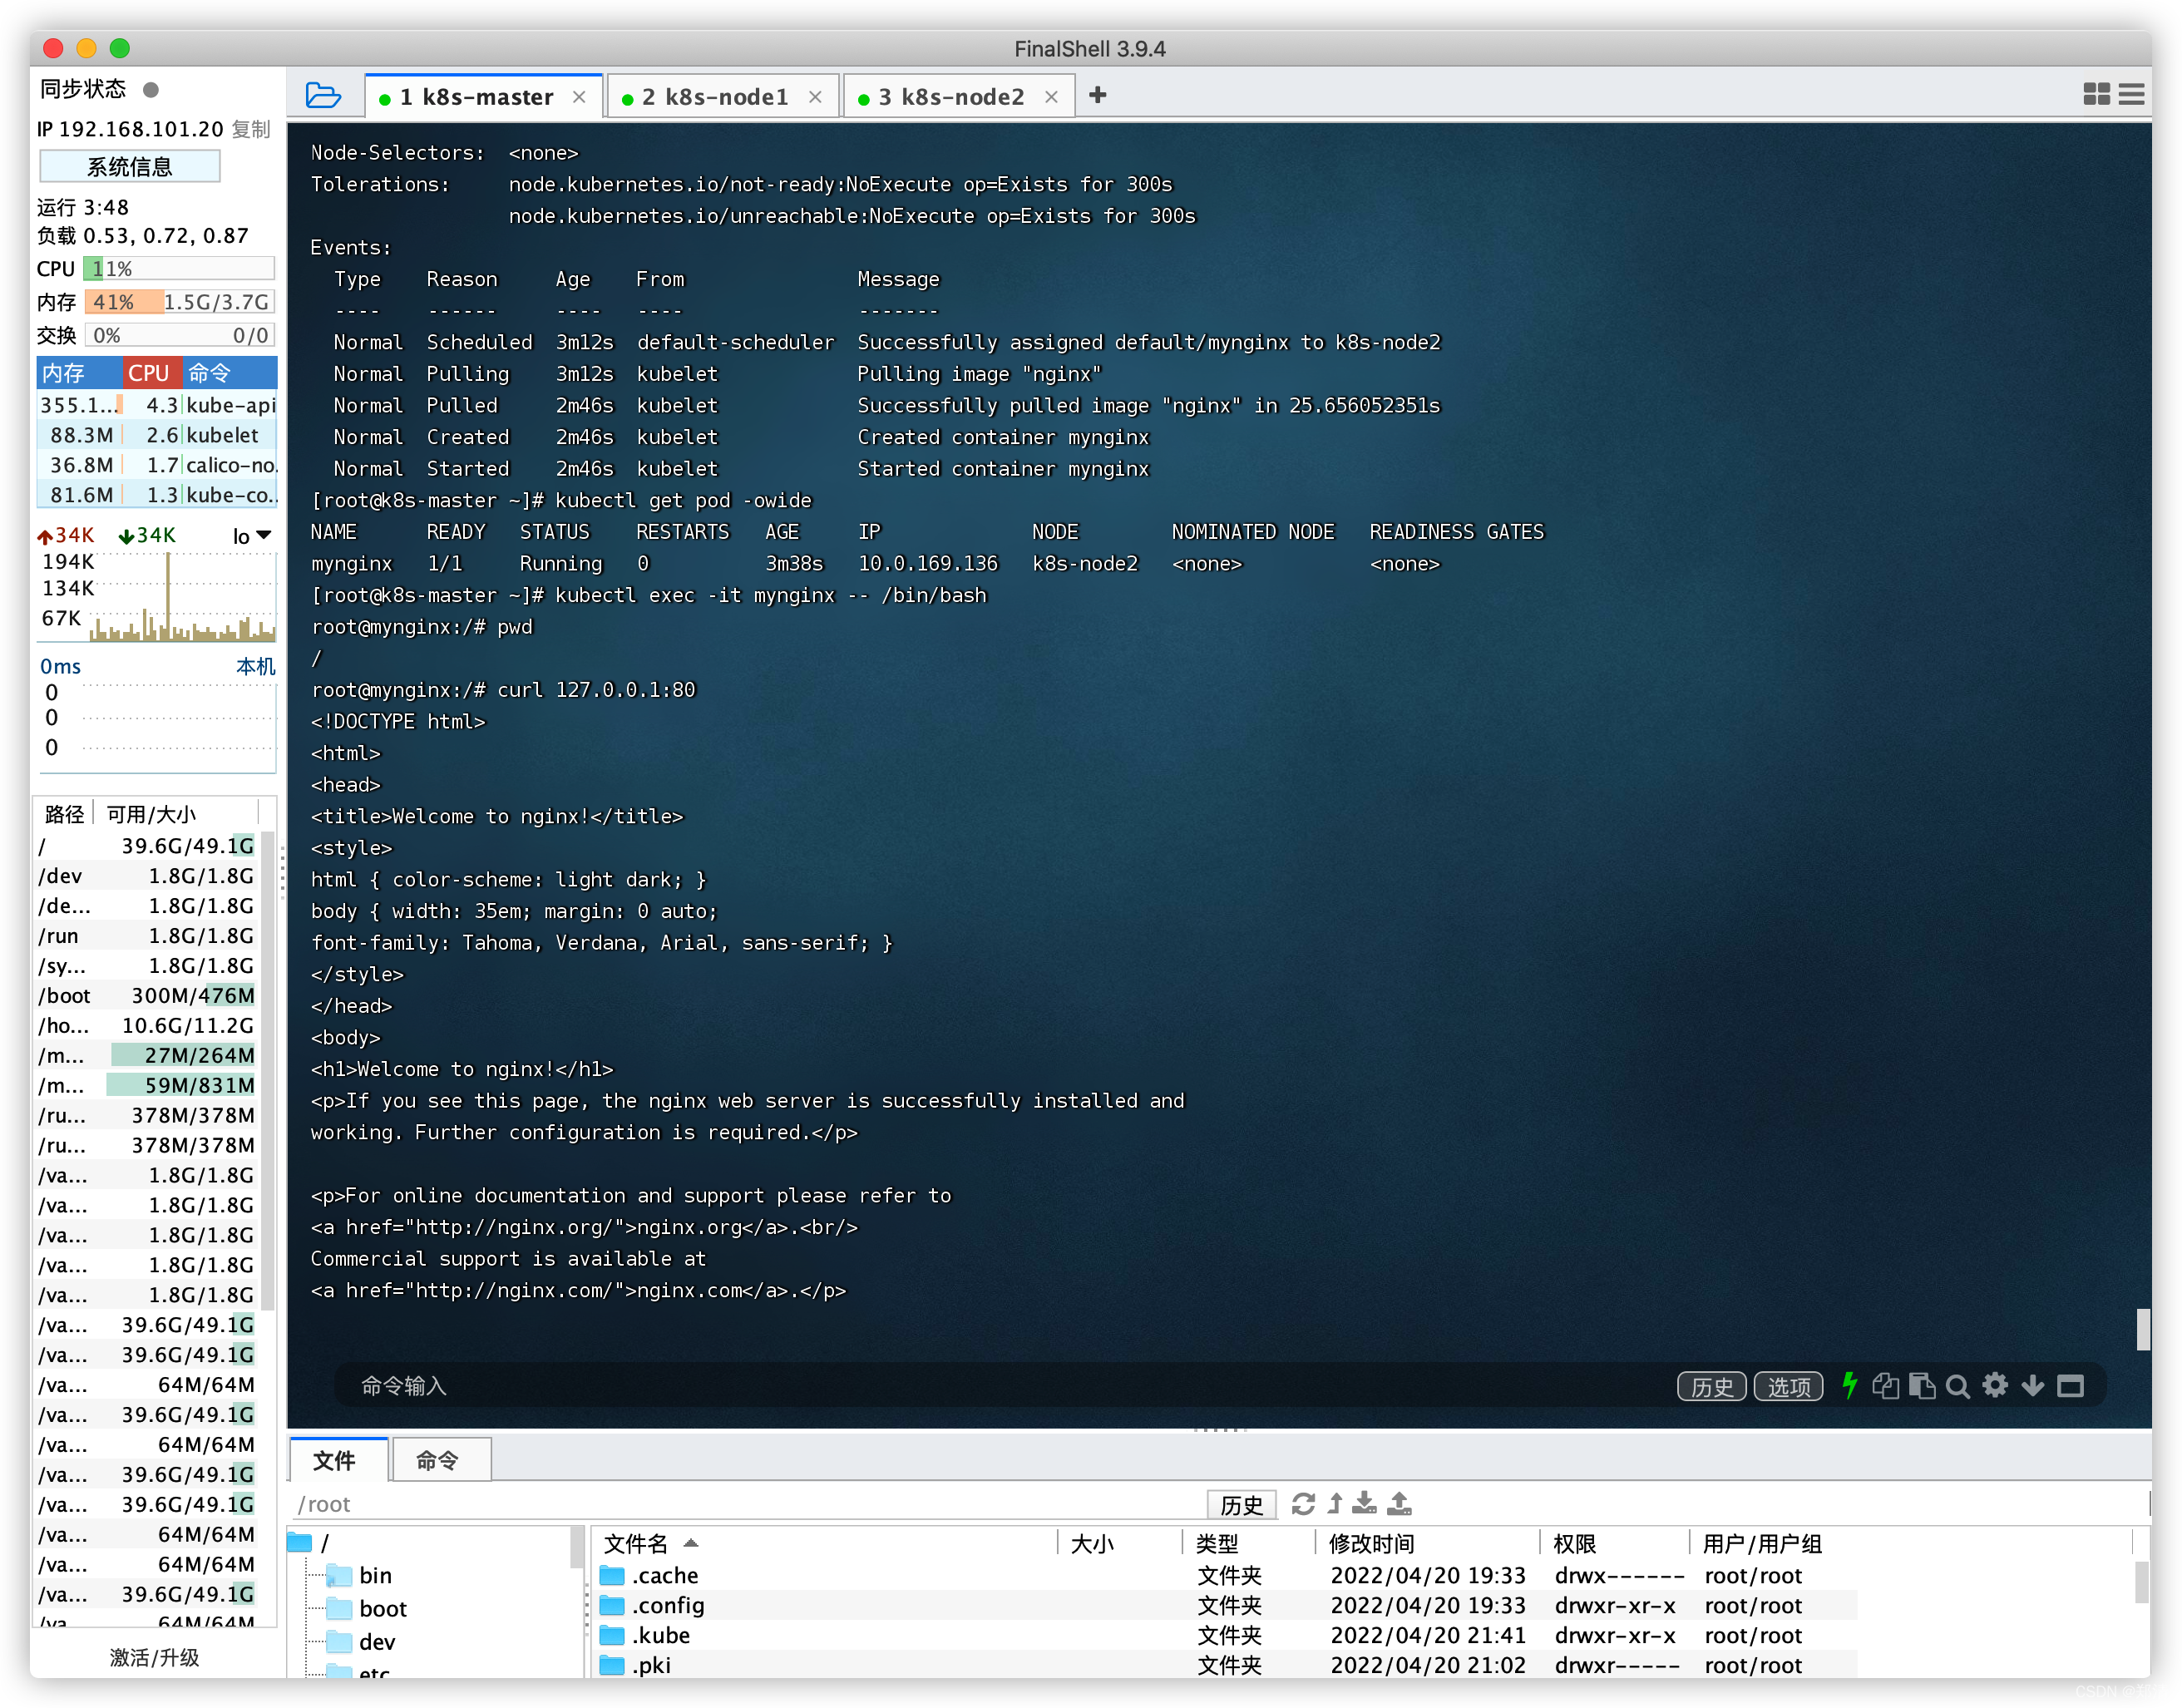 FinalShell 3.9.4
同步状态
IP 192.168.101.20 复制
系统信息
运行 3:48
负载 0.53, 0.72, 0.87
CPU 11%
内存 41% 1.5G/3.7G
交换 0% 0/0
内存 CPU 命令
355.1... 4.3 kube-api
88.3M 2.6 kubelet
36.8M 1.7 calico-no.
81.6M 1.3 kube-co..
34K 34K lo
194K
134K
67K
0ms 本机
0
0
0
路径 可用/大小
/ 39.6G/49.1G
/dev 1.8G/1.8G
/de... 1.8G/1.8G
/run 1.8G/1.8G
/sy... 1.8G/1.8G
/boot 300M/476M
/ho... 10.6G/11.2G
/m... 27M/264M
/m... 59M/831M
/ru... 378M/378M
/ru... 378M/378M
/va... 1.8G/1.8G
/va... 1.8G/1.8G
/va... 1.8G/1.8G
/va... 1.8G/1.8G
/va... 1.8G/1.8G
/va... 39.6G/49.1G
/va... 39.6G/49.1G
/va... 64M/64M
/va... 39.6G/49.1G
/va... 64M/64M
/va... 39.6G/49.1G
/va... 39.6G/49.1G
/va... 64M/64M
/va... 64M/64M
/va... 39.6G/49.1G
/va 64M/64M
激活/升级
1 k8s-master × 2 k8s-node1 × 3 k8s-node2 × +
Node-Selectors: <none>
Tolerations: node.kubernetes.io/not-ready:NoExecute op=Exists for 300s
node.kubernetes.io/unreachable:NoExecute op=Exists for 300s
Events:
Type Reason Age From Message
---- ------ ---- ---- -------
Normal Scheduled 3m12s default-scheduler Successfully assigned default/mynginx to k8s-node2
Normal Pulling 3m12s kubelet Pulling image "nginx"
Normal Pulled 2m46s kubelet Successfully pulled image "nginx" in 25.656052351s
Normal Created 2m46s kubelet Created container mynginx
Normal Started 2m46s kubelet Started container mynginx
[root@k8s-master ~]# kubectl get pod -owide
NAME READY STATUS RESTARTS AGE IP NODE NOMINATED NODE READINESS GATES
mynginx 1/1 Running 0 3m38s 10.0.169.136 k8s-node2 <none> <none>
[root@k8s-master ~]# kubectl exec -it mynginx -- /bin/bash
root@mynginx:/# pwd
/
root@mynginx:/# curl 127.0.0.1:80
<!DOCTYPE html>
<html>
<head>
<title>Welcome to nginx!</title>
<style>
html { color-scheme: light dark; }
body { width: 35em; margin: 0 auto;
font-family: Tahoma, Verdana, Arial, sans-serif; }
</style>
</head>
<body>
<h1>Welcome to nginx!</h1>
<p>If you see this page, the nginx web server is successfully installed and
working. Further configuration is required.</p>
<p>For online documentation and support please refer to
<a href="http://nginx.org/">nginx.org</a>.<br/>
Commercial support is available at
<a href="http://nginx.com/">nginx.com</a>.</p>
命令输入 历史 选项
文件 命令
/root 历史
/
bin
boot
dev
etc
文件名 大小 类型 修改时间 权限 用户/用户组
.cache 文件夹 2022/04/20 19:33 drwx------ root/root
.config 文件夹 2022/04/20 19:33 drwxr-xr-x root/root
.kube 文件夹 2022/04/20 21:41 drwxr-xr-x root/root
.pki 文件夹 2022/04/20 21:02 drwxr----- root/root